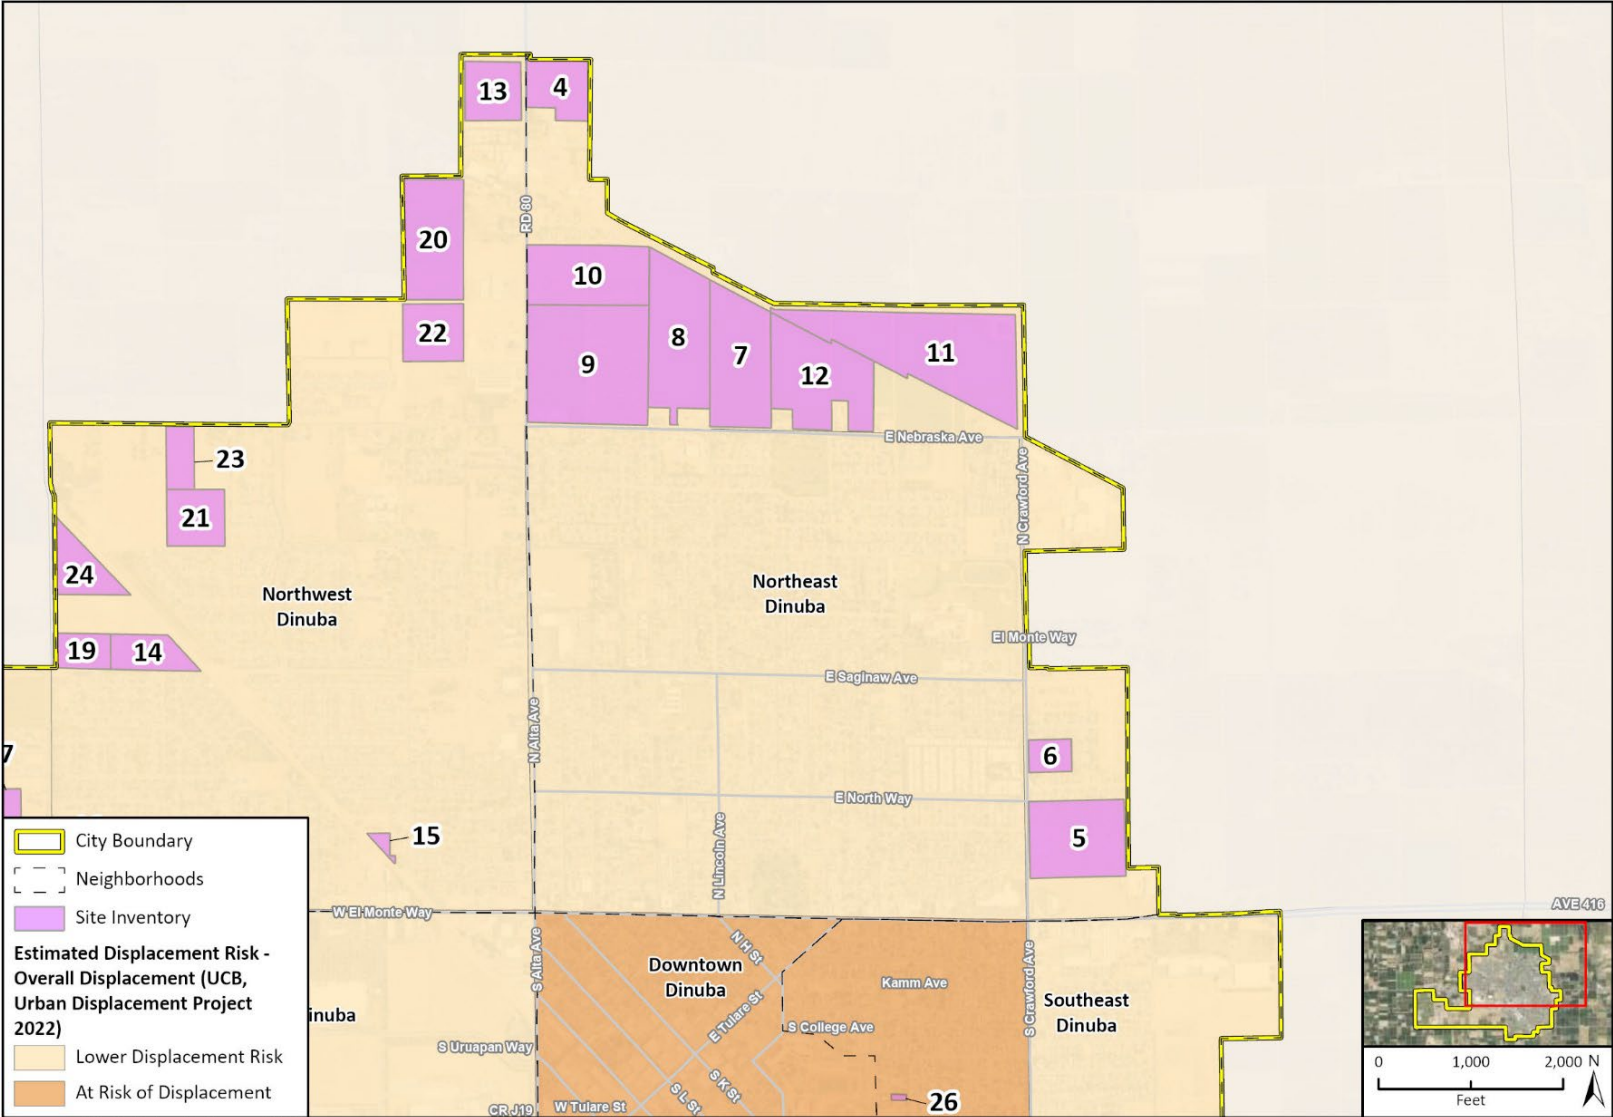 13
4
20
RD 80
10
22
9
8
7
12
11
E Nebraska Ave
23
21
N Crawford Ave
24
Northwest
Dinuba
Northeast
Dinuba
19
14
El Monte Way
E Saginaw Ave
N Alta Ave
7
6
E North Way
15
N Lincoln Ave
5
W El Monte Way
AVE 416
City Boundary
Neighborhoods
Site Inventory
Estimated Displacement Risk -
Overall Displacement (UCB,
Urban Displacement Project
2022)
Lower Displacement Risk
At Risk of Displacement
inuba
S Alta Ave
N H St
Downtown
Dinuba
Kamm Ave
E Tulare St
S College Ave
S Crawford Ave
Southeast
Dinuba
S Uruapan Way
S K St
S L St
W Tulare St
CR J19
26
0 1,000 2,000
Feet
N